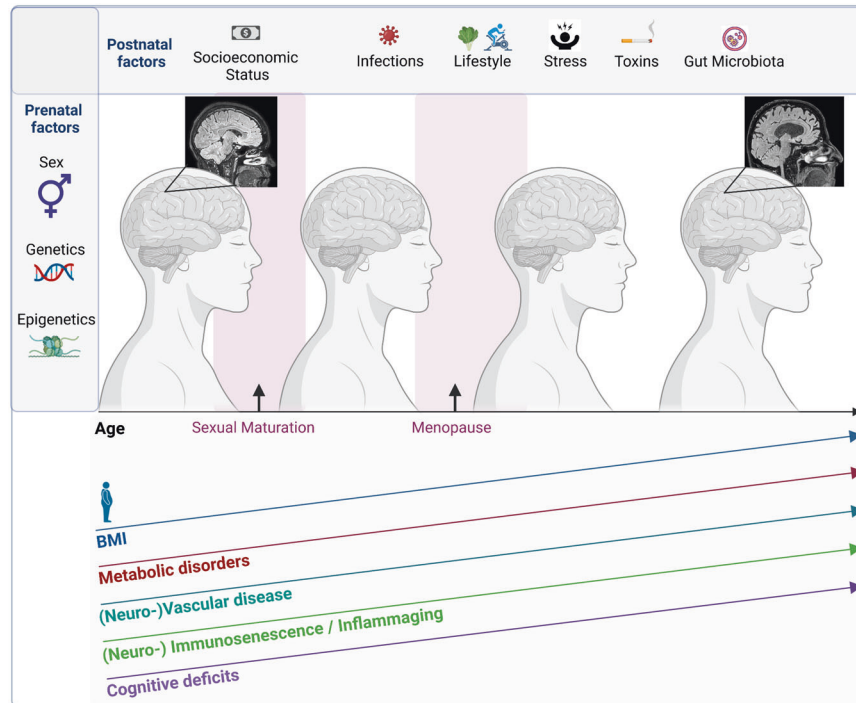 Postnatal
factors
Socioeconomic
Status
Infections
Lifestyle
Stress
Toxins
Gut Microbiota
Prenatal
factors
Sex
Genetics
Epigenetics
Age
Sexual Maturation
Menopause
BMI
Metabolic disorders
(Neuro-)Vascular disease
(Neuro-) Immunosenescence / Inflammaging
Cognitive deficits